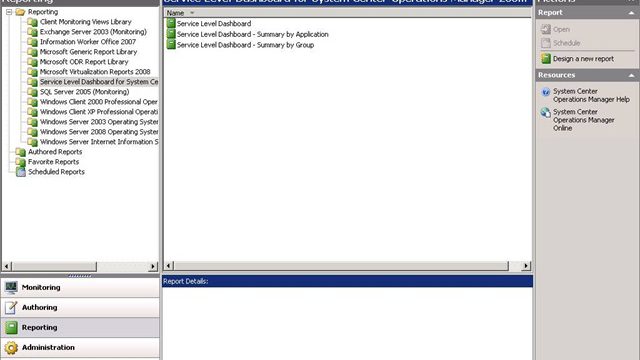 Reporting
Service Level Dashboard for System Center Operations Manager
Actions
Reporting
Client Monitoring Views Library
Exchange Server 2003 (Monitoring)
Information Worker Office 2007
Microsoft Generic Report Library
Microsoft ODR Report Library
Microsoft Virtualization Reports 2008
Service Level Dashboard for System Ce
SQL Server 2005 (Monitoring)
Windows Client 2000 Professional Oper
Windows Client XP Professional Operati
Windows Server 2003 Operating System
Windows Server 2008 Operating System
Windows Server Internet Information S
Authored Reports
Favorite Reports
Scheduled Reports
Name
Service Level Dashboard
Service Level Dashboard - Summary by Application
Service Level Dashboard - Summary by Group
Report Details:
Report
Open
Schedule
Design a new report
Resources
System Center
Operations Manager Help
System Center
Operations Manager
Online
Monitoring
Authoring
Reporting
Administration